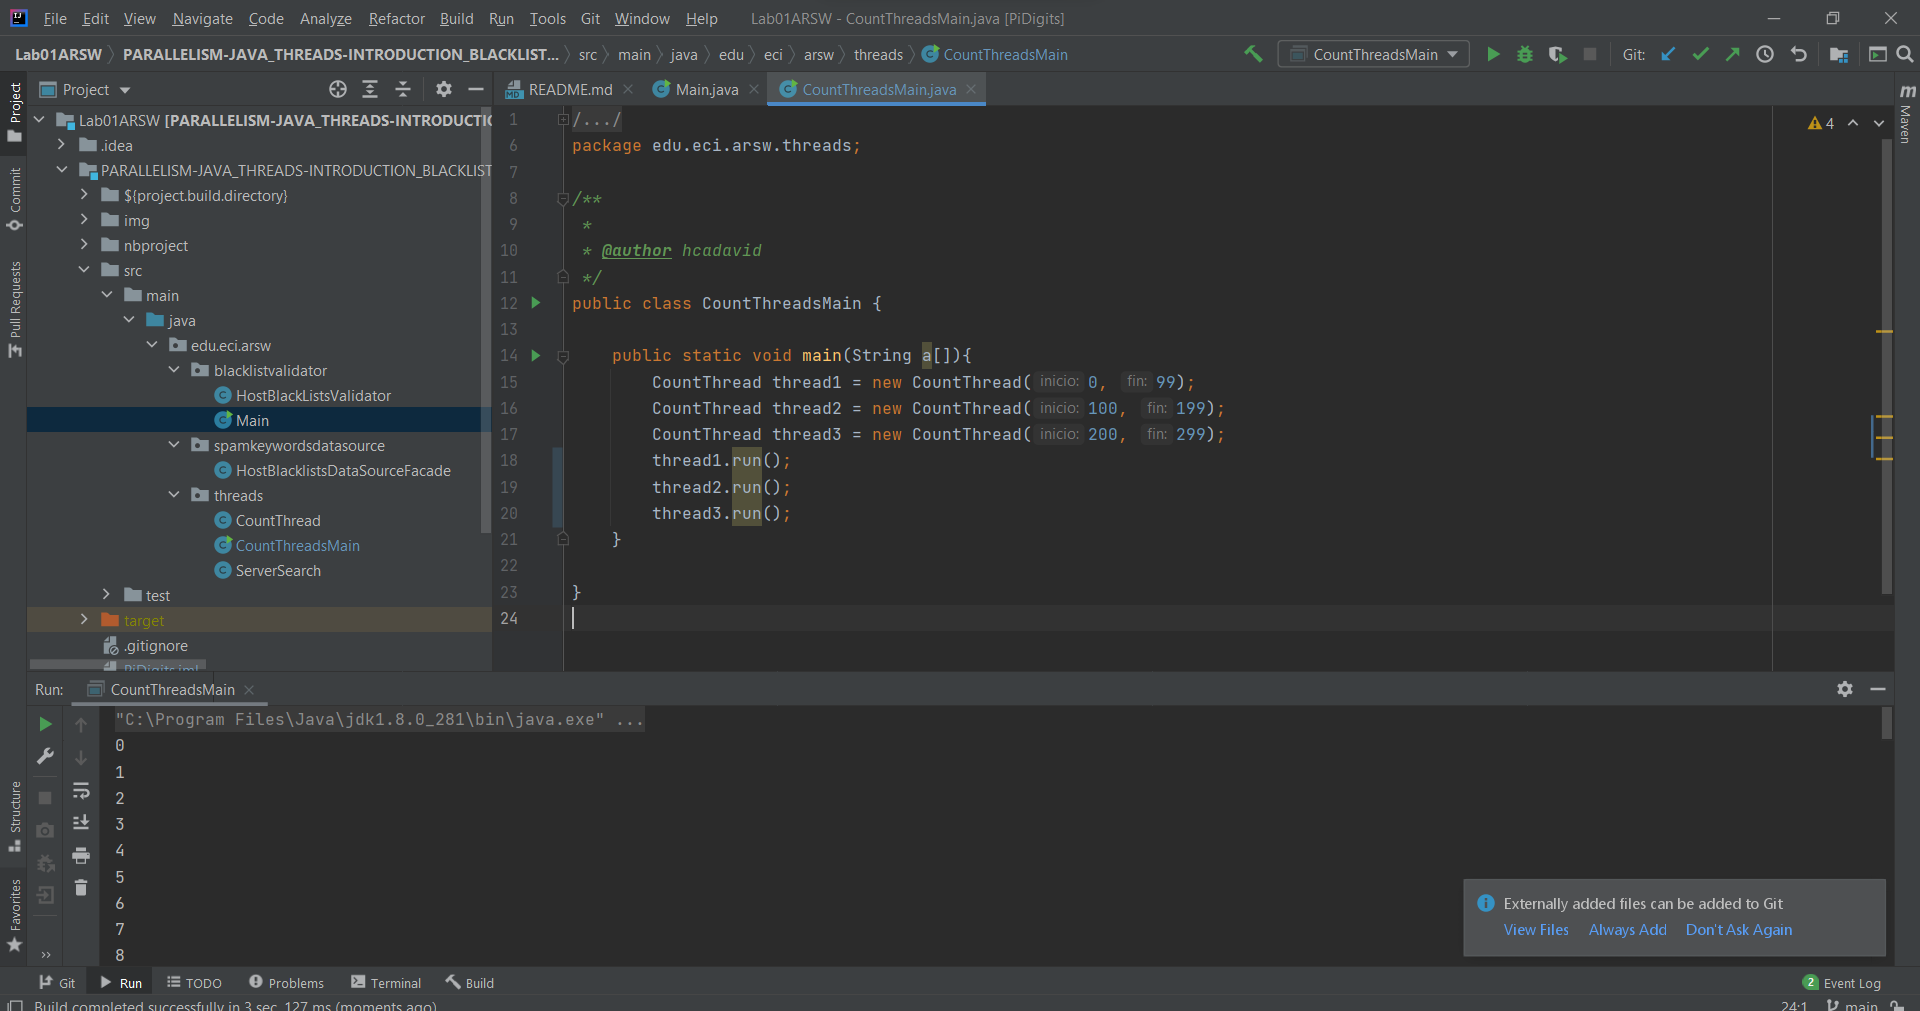 File Edit View Navigate Code Analyze Refactor Build Run Tools Git Window Help Lab01ARSW - CountThreadsMain.java [PiDigits]
Lab01ARSW PARALLELISM-JAVA_THREADS-INTRODUCTION_BLACKLIST... src main java edu eci arsw threads CountThreadsMain CountThreadsMain Git:
Project
README.md Main.java CountThreadsMain.java
Project
Commit
Pull Requests
Structure
Favorites
Maven
Lab01ARSW [PARALLELISM-JAVA_THREADS-INTRODUCTIO
.idea
PARALLELISM-JAVA_THREADS-INTRODUCTION_BLACKLIST
${project.build.directory}
img
nbproject
src
main
java
edu.eci.arsw
blacklistvalidator
HostBlackListsValidator
Main
spamkeywordsdatasource
HostBlacklistsDataSourceFacade
threads
CountThread
CountThreadsMain
ServerSearch
test
target
.gitignore
PiDigits.iml
4
1 /.../
6 package edu.eci.arsw.threads;
7
8 /**
9 *
10 * @author hcadavid
11 */
12 public class CountThreadsMain {
13
14 public static void main(String a[]){
15 CountThread thread1 = new CountThread( inicio: 0, fin: 99);
16 CountThread thread2 = new CountThread( inicio: 100, fin: 199);
17 CountThread thread3 = new CountThread( inicio: 200, fin: 299);
18 thread1.run();
19 thread2.run();
20 thread3.run();
21 }
22
23 }
24
Run: CountThreadsMain
"C:\Program Files\Java\jdk1.8.0_281\bin\java.exe" ...
0
1
2
3
4
5
6
7
8
Externally added files can be added to Git
View Files Always Add Don't Ask Again
Git Run TODO Problems Terminal Build 2 Event Log
Build completed successfully in 3 sec, 127 ms (moments ago) 24:1 main